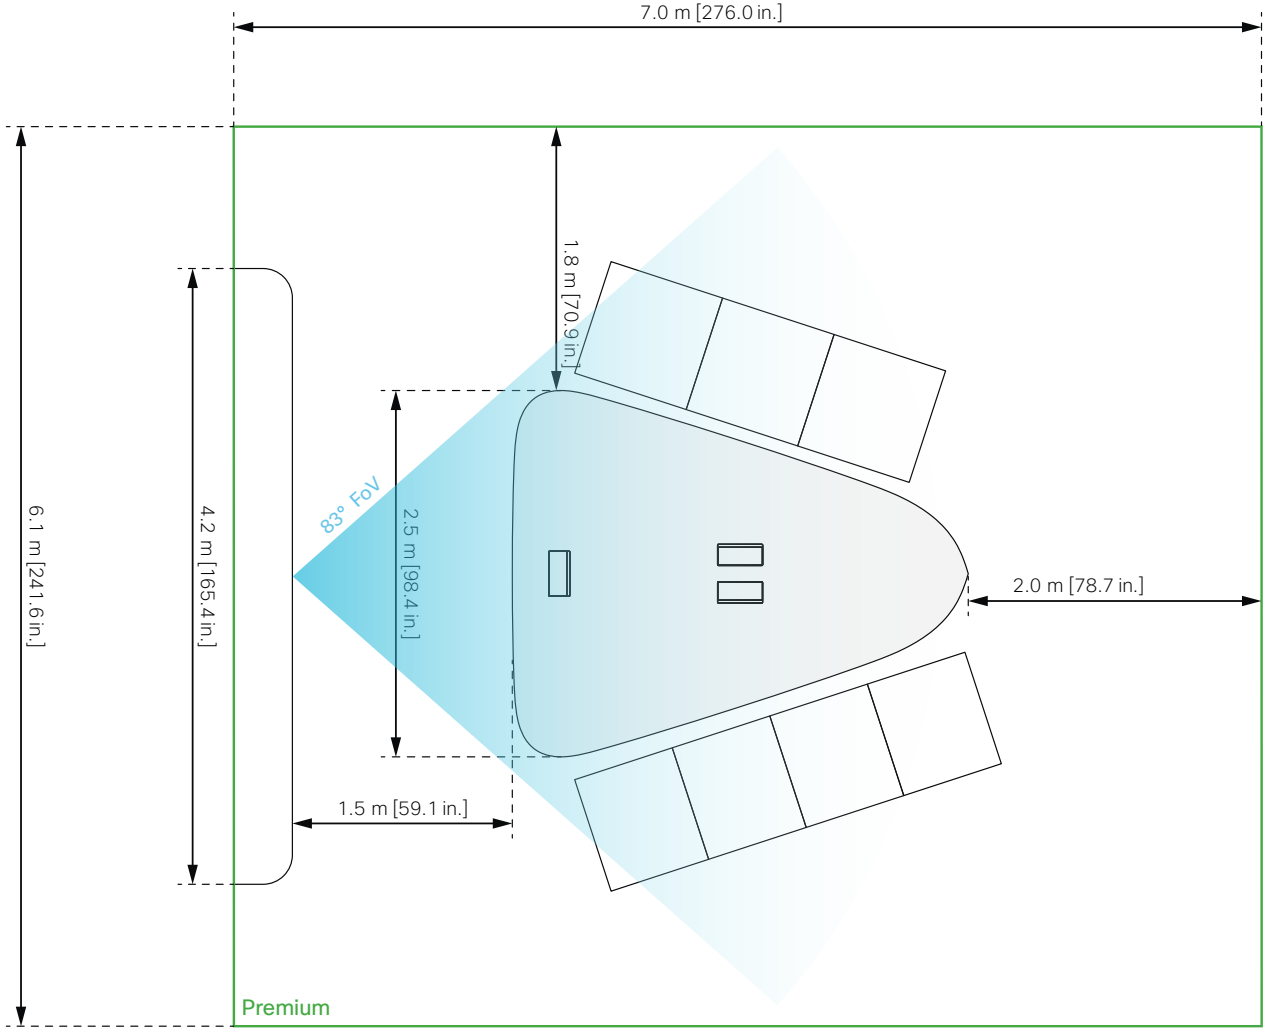 7.0 m [276.0 in.]
1.8 m [70.9 in.]
83° FoV
6.1 m [241.6 in.]
4.2 m [165.4 in.]
2.5 m [98.4 in.]
2.0 m [78.7 in.]
1.5 m [59.1 in.]
Premium